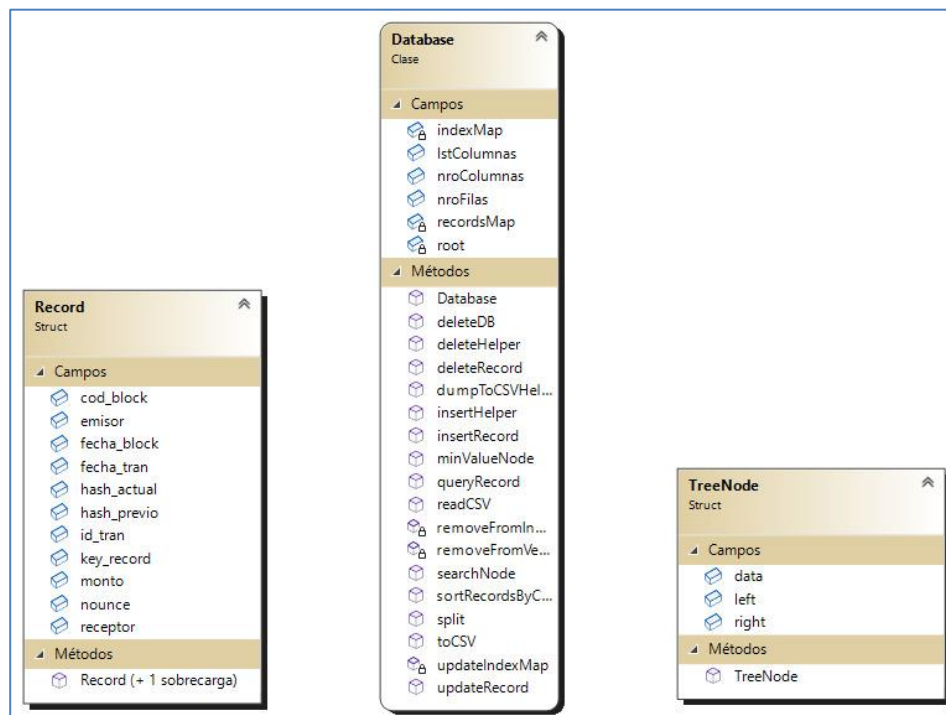 Database
Clase
Campos
indexMap
lstColumnas
nroColumnas
nroFilas
recordsMap
root
Métodos
Database
deleteDB
deleteHelper
deleteRecord
dumpToCSVHel...
insertHelper
insertRecord
minValueNode
queryRecord
readCSV
removeFromIn...
removeFromVe...
searchNode
sortRecordsByC...
split
toCSV
updateIndexMap
updateRecord
Record
Struct
Campos
cod_block
emisor
fecha_block
fecha_tran
hash_actual
hash_previo
id_tran
key_record
monto
nounce
receptor
Métodos
Record (+ 1 sobrecarga)
TreeNode
Struct
Campos
data
left
right
Métodos
TreeNode